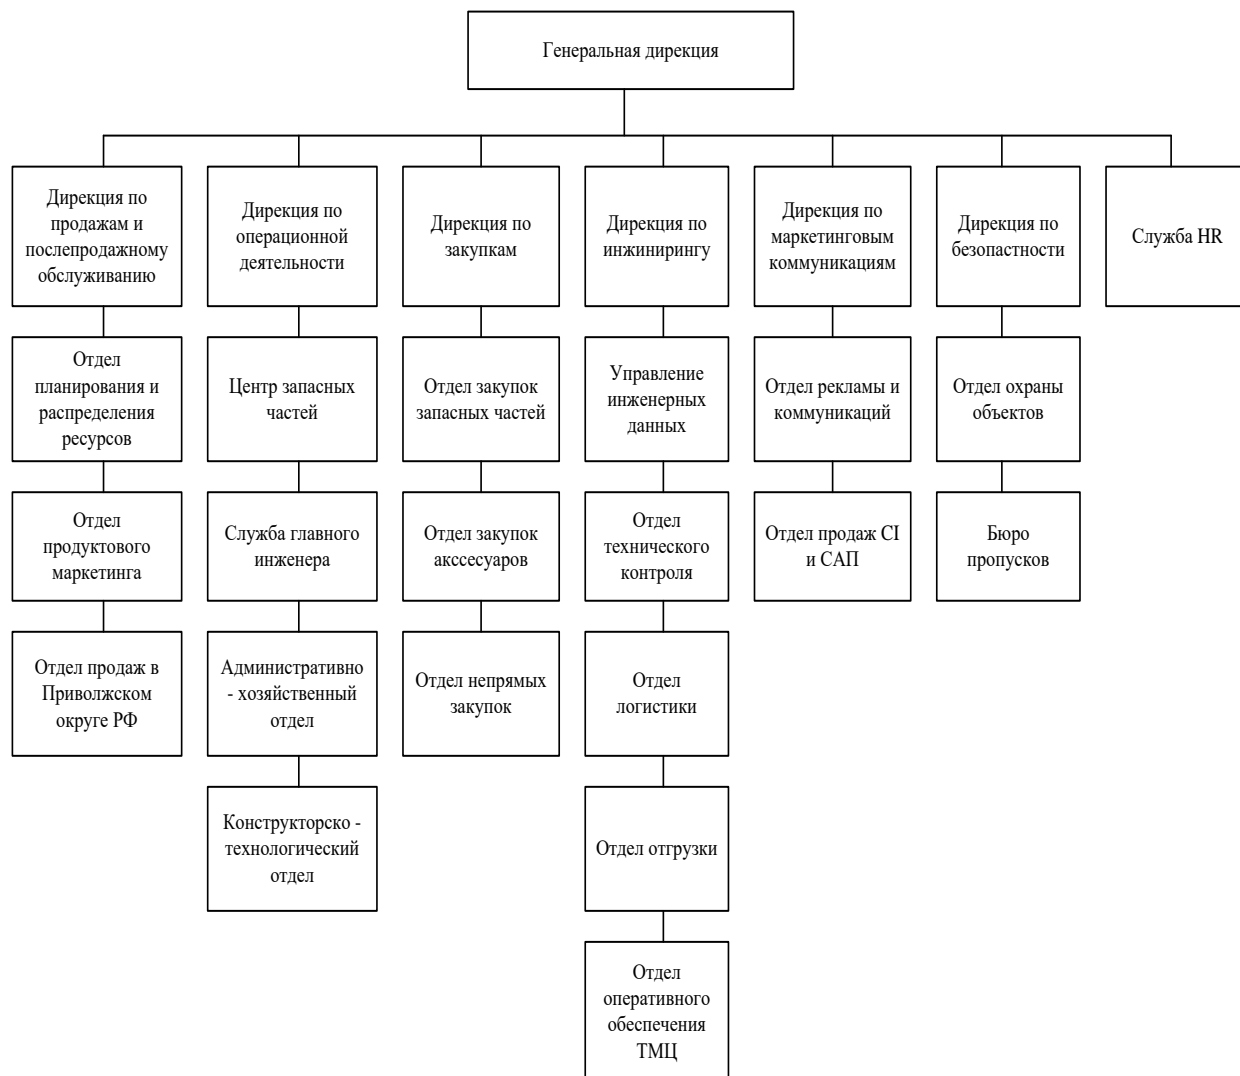 Генеральная дирекция
Дирекция по
продажам и
послепродажному
обслуживанию
Дирекция по
операционной
деятельности
Дирекция по
закупкам
Дирекция по
инжинирингу
Дирекция по
маркетинговым
коммуникациям
Дирекция по
безопастности
Служба HR
Отдел
планирования и
распределения
ресурсов
Центр запасных
частей
Отдел закупок
запасных частей
Управление
инженерных
данных
Отдел рекламы и
коммуникаций
Отдел охраны
объектов
Отдел
продуктового
маркетинга
Служба главного
инженера
Отдел закупок
акссесуаров
Отдел
технического
контроля
Отдел продаж CI
и САП
Бюро
пропусков
Отдел продаж в
Приволжском
округе РФ
Административно
- хозяйственный
отдел
Отдел непрямых
закупок
Отдел
логистики
Конструкторско -
технологический
отдел
Отдел отгрузки
Отдел
оперативного
обеспечения
ТМЦ